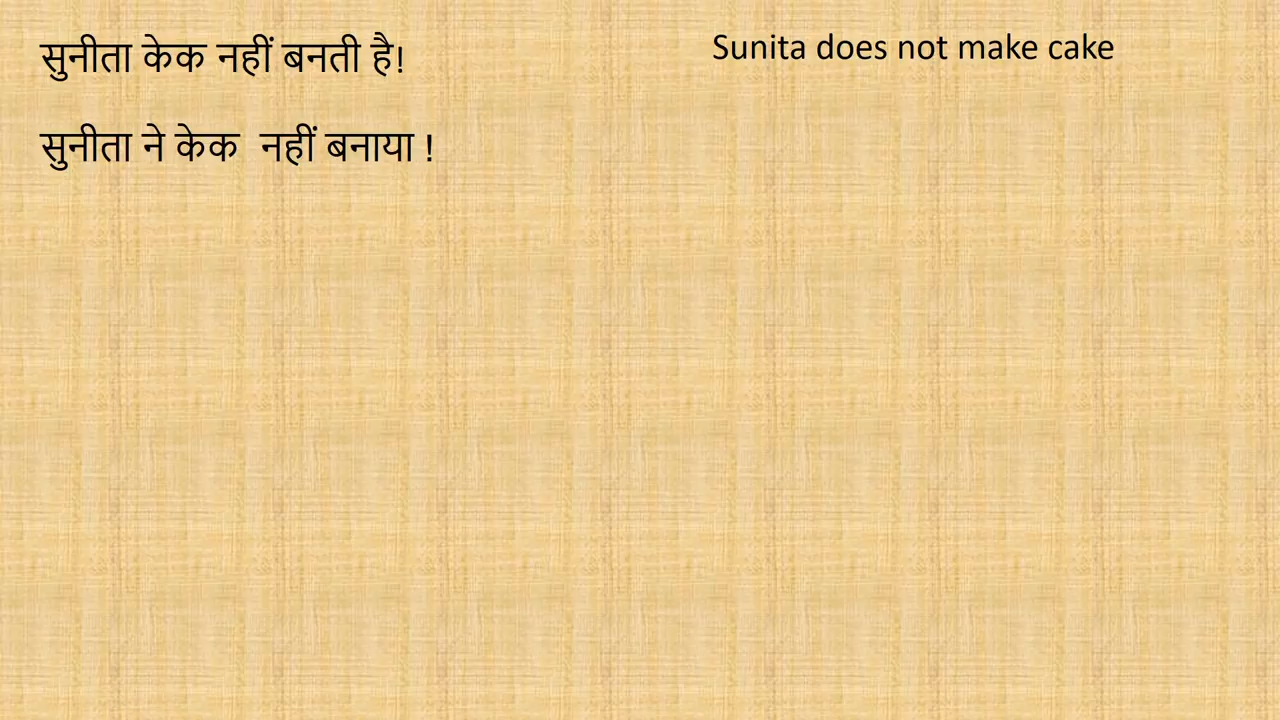 सुनीता केक नहीं बनती है!
Sunita does not make cake
सुनीता ने केक  नहीं बनाया !